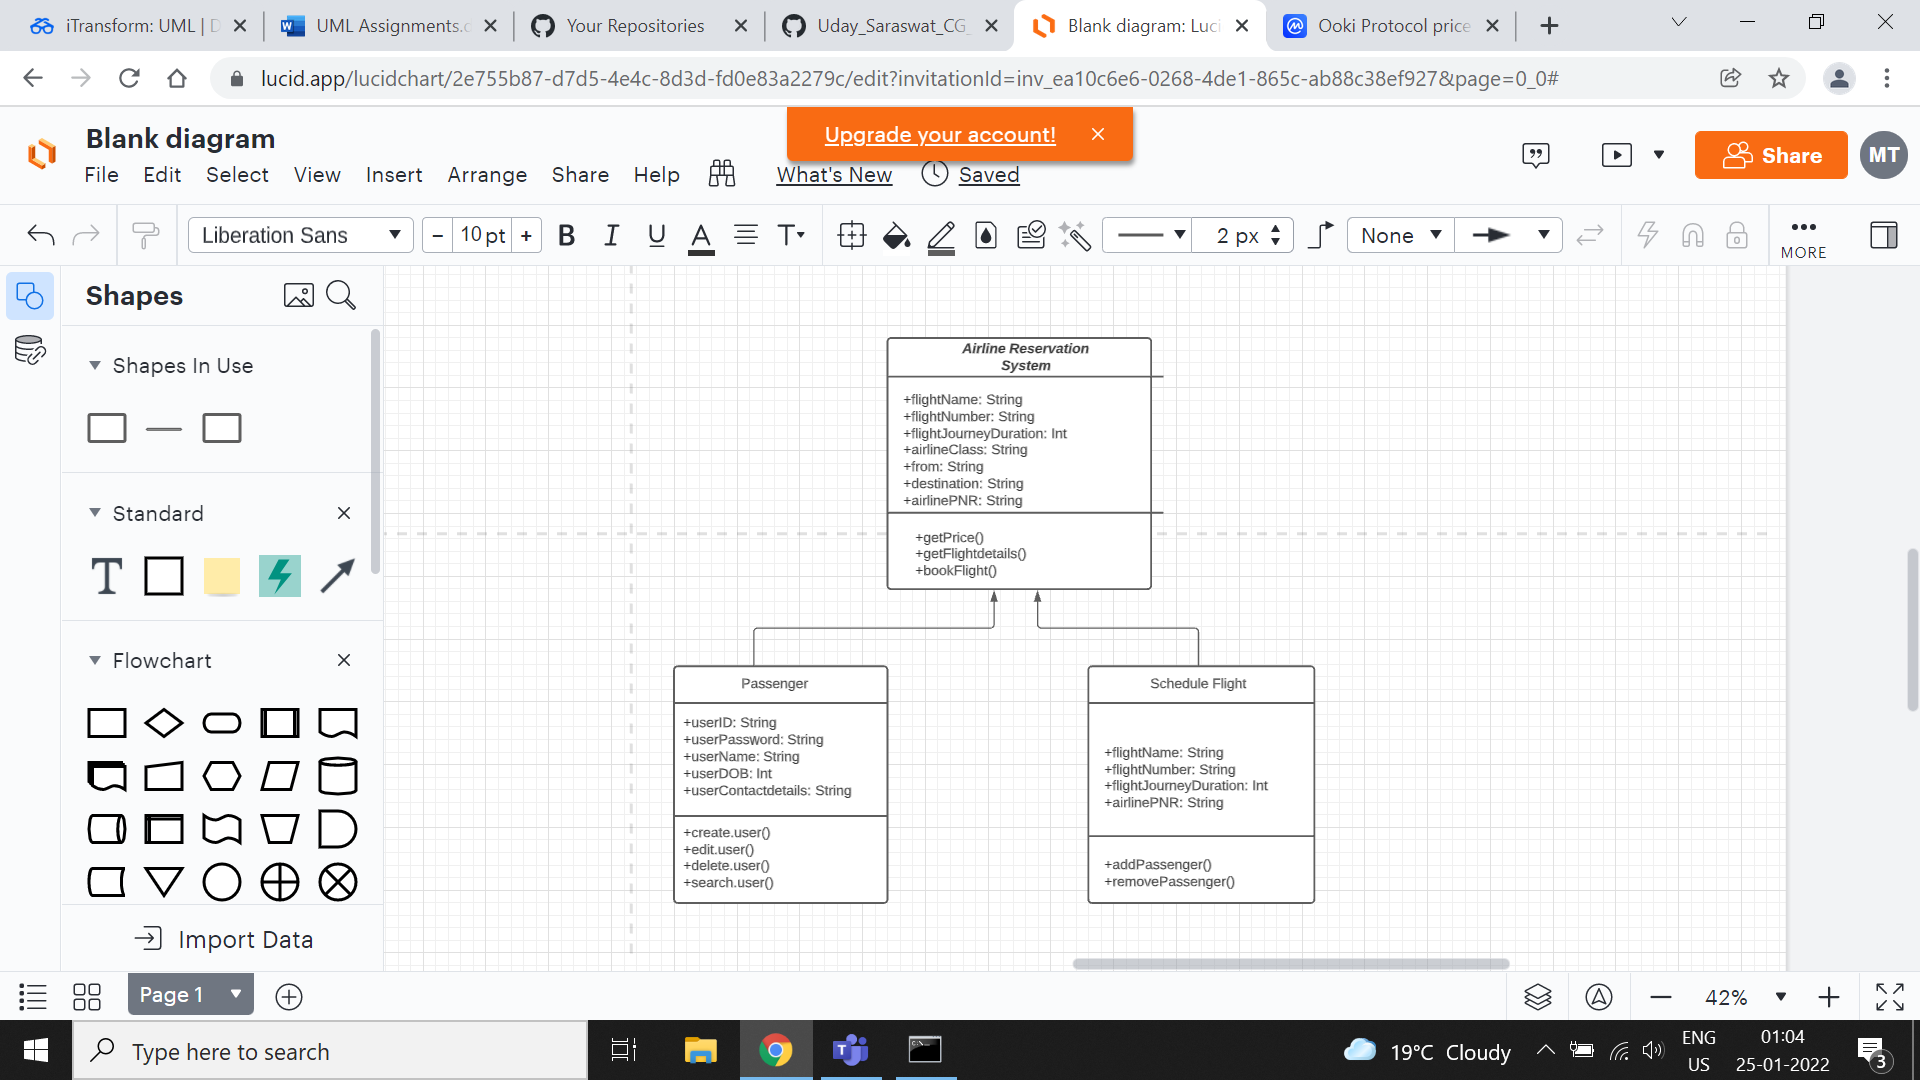 iTransform: UML | D
UML Assignments.d
Your Repositories
Uday_Saraswat_CG_
Blank diagram: Luci
Ooki Protocol price
lucid.app/lucidchart/2e755b87-d7d5-4e4c-8d3d-fd0e83a2279c/edit?invitationId=inv_ea10c6e6-0268-4de1-865c-ab88c38ef927&page=0_0#
Blank diagram
Upgrade your account!
File Edit Select View Insert Arrange Share Help What's New Saved
Share
MT
Liberation Sans
- 10 pt + B I U A T
2 px
None
MORE
Shapes
Shapes In Use
Standard
T
Flowchart
Import Data
Airline Reservation
System
+flightName: String
+flightNumber: String
+flightJourneyDuration: Int
+airlineClass: String
+from: String
+destination: String
+airlinePNR: String
+getPrice()
+getFlightdetails()
+bookFlight()
Passenger
+userID: String
+userPassword: String
+userName: String
+userDOB: Int
+userContactdetails: String
+create.user()
+edit.user()
+delete.user()
+search.user()
Schedule Flight
+flightName: String
+flightNumber: String
+flightJourneyDuration: Int
+airlinePNR: String
+addPassenger()
+removePassenger()
Page 1
42%
Type here to search
19°C Cloudy
ENG
US
01:04
25-01-2022
3